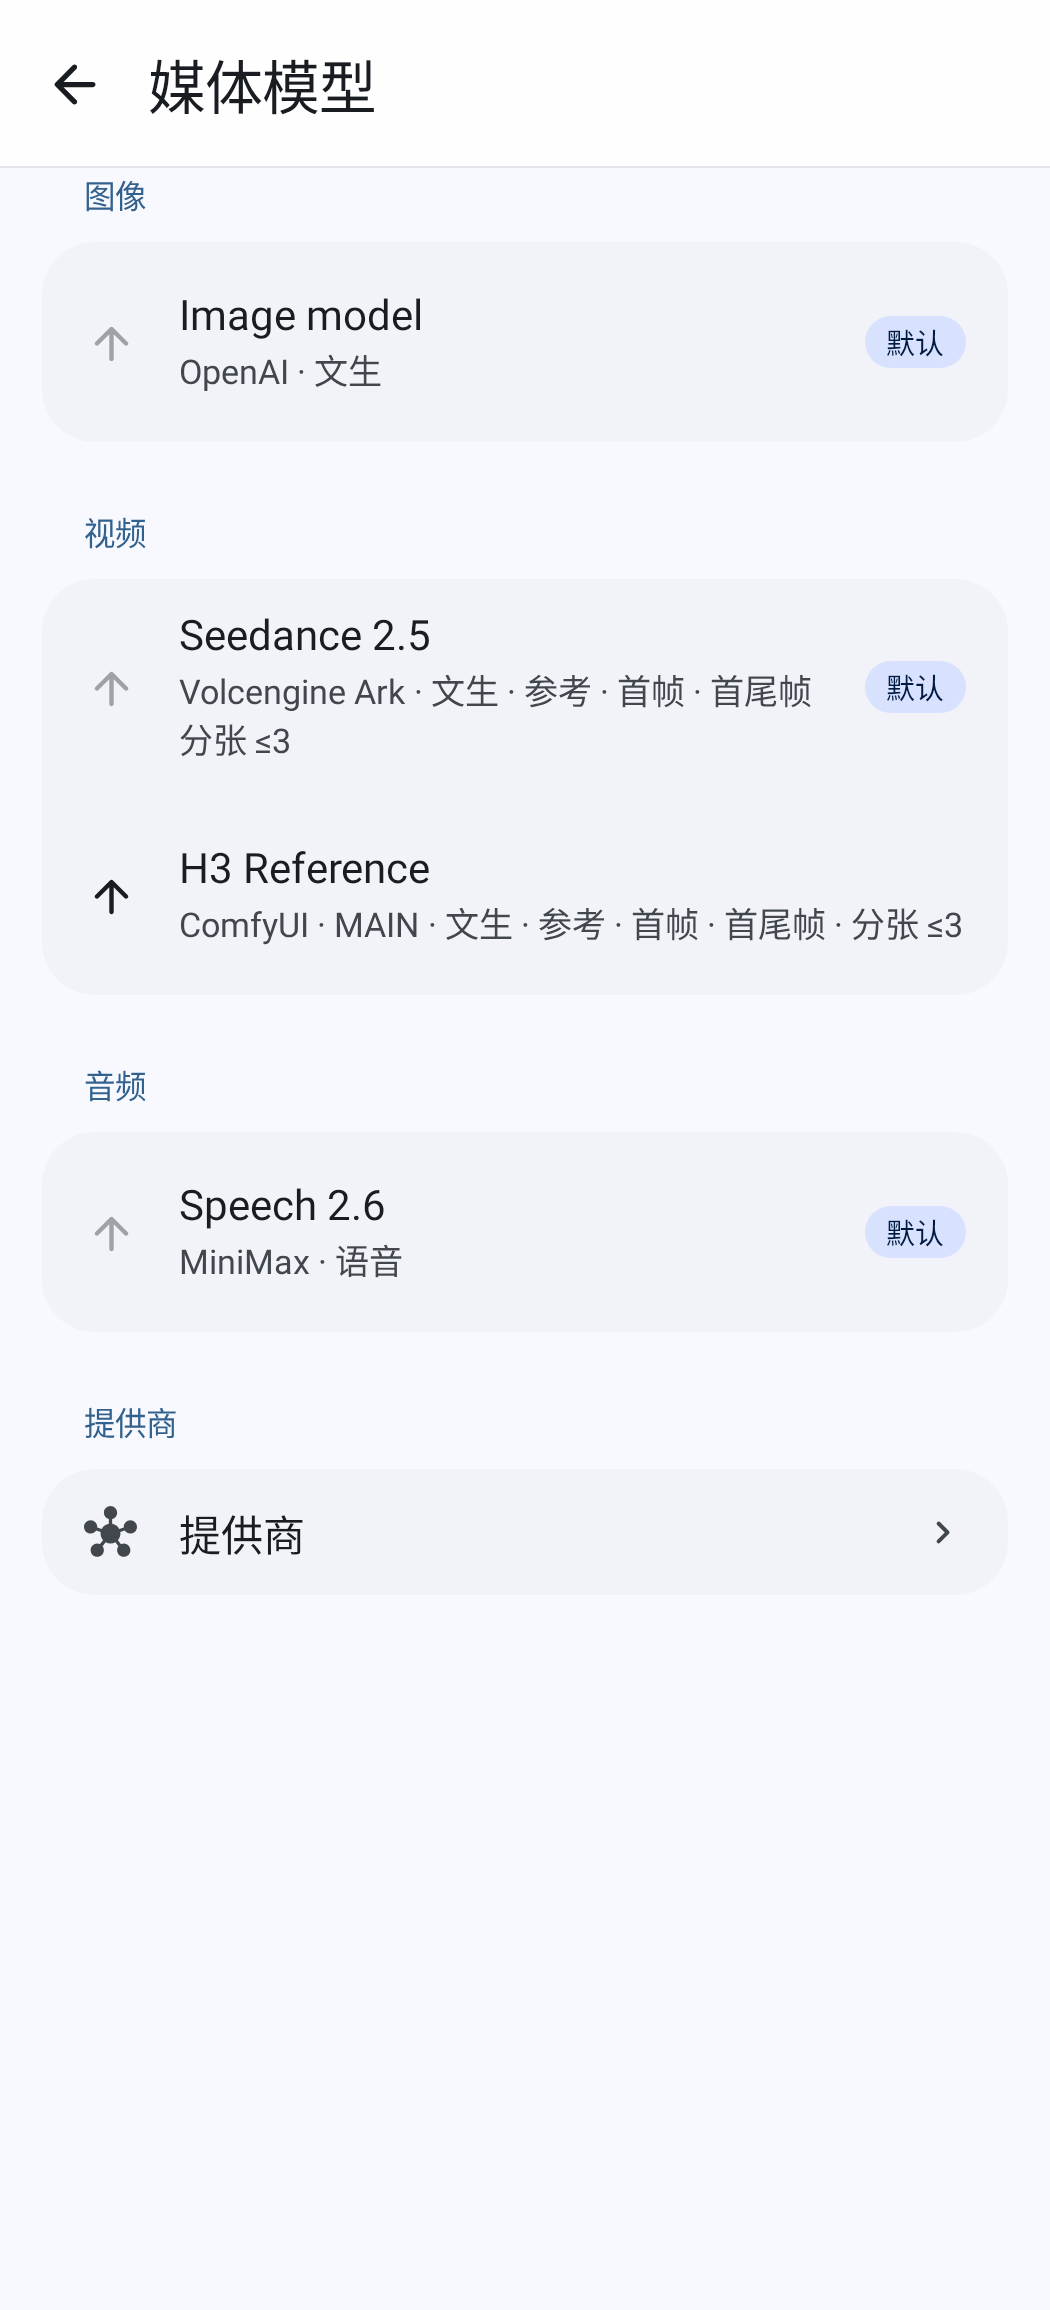 媒体模型
图像
Image model
默认
OpenAI · 文生
视频
Seedance 2.5
Volcengine Ark · 文生 · 参考 · 首帧 · 首尾帧
默认
分张 ≤3
H3 Reference
ComfyUI · MAIN · 文生 · 参考 · 首帧 · 首尾帧 · 分张 ≤3
音频
Speech 2.6
默认
MiniMax · 语音
提供商
提供商